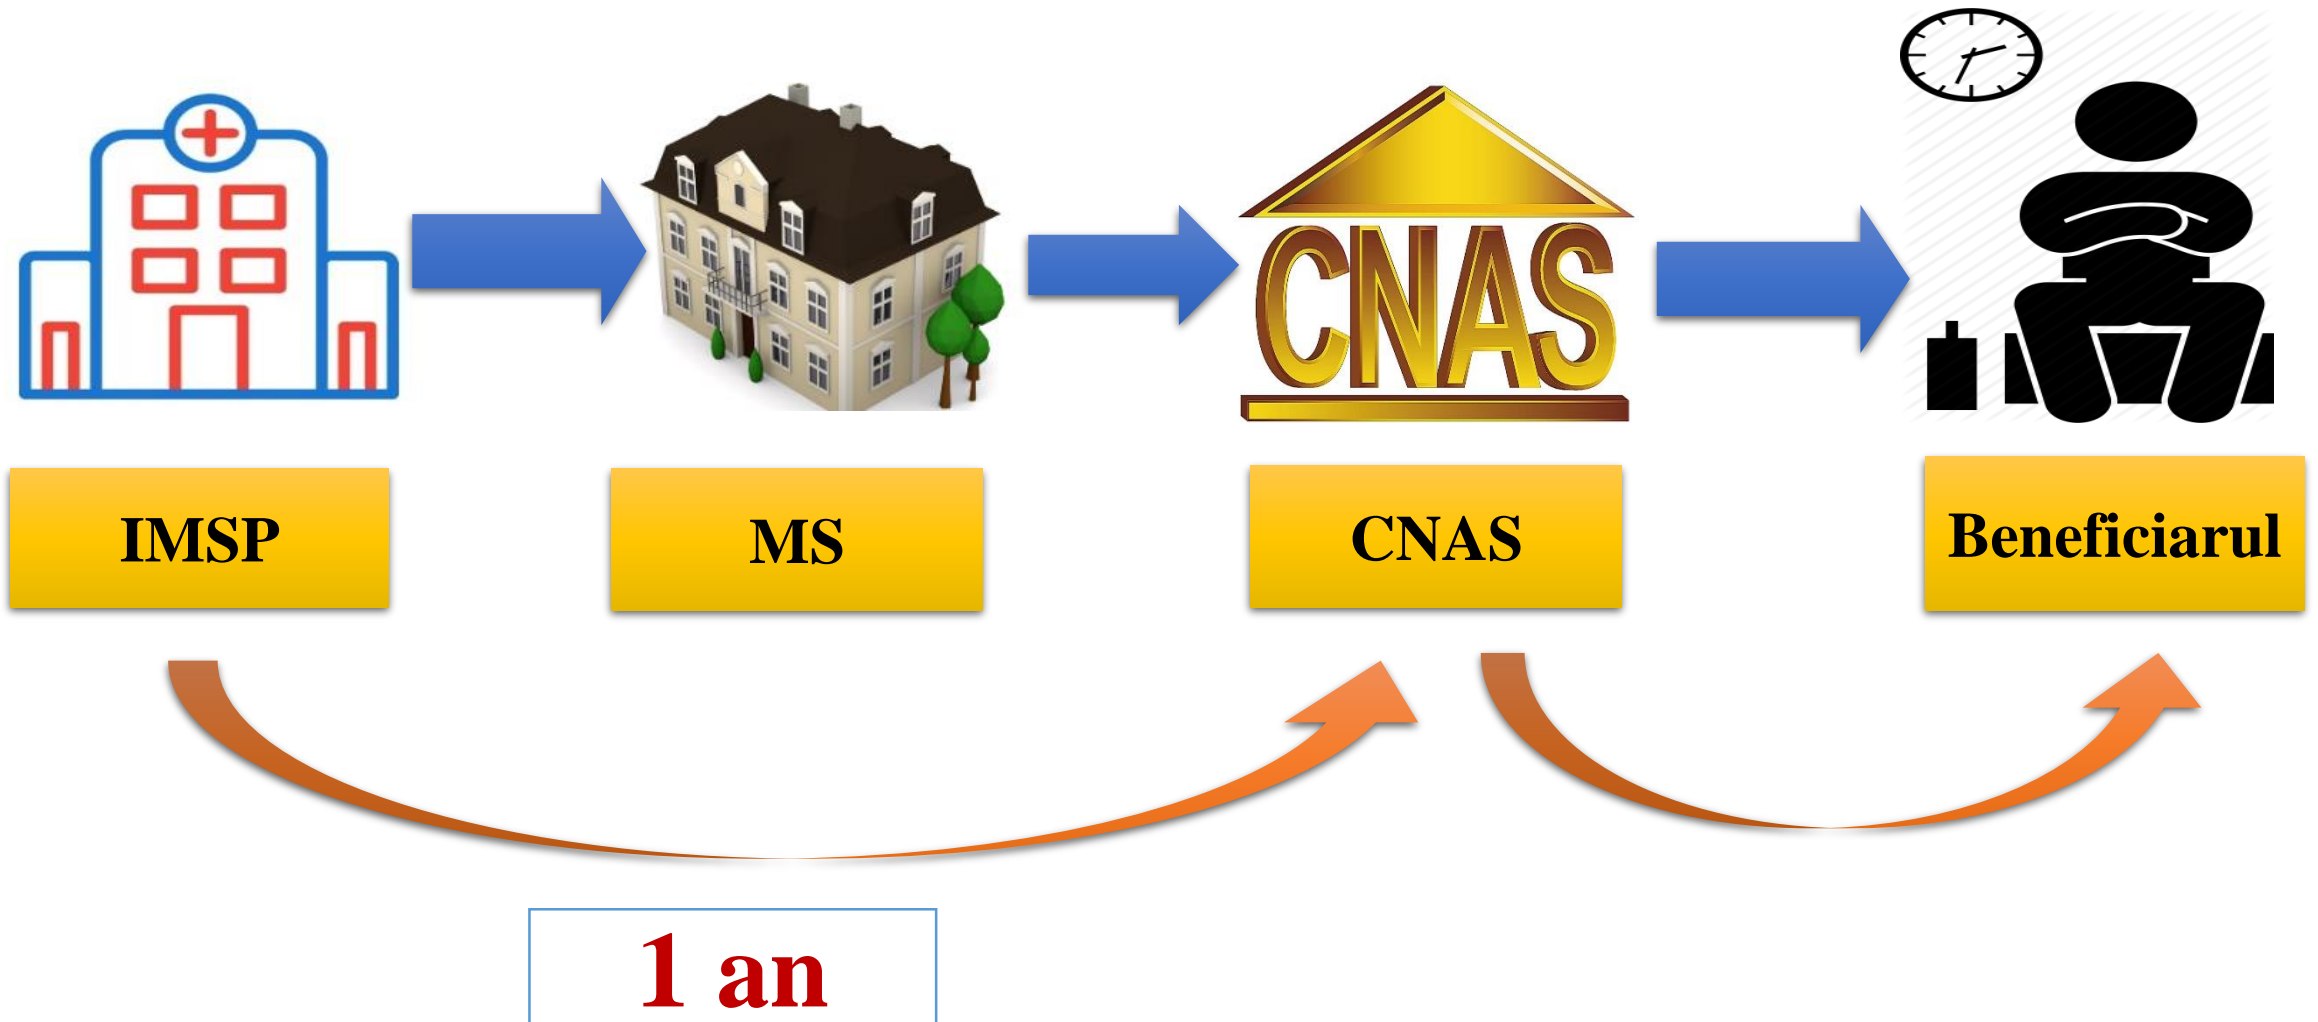 CNAS
IMSP
MS
CNAS
Beneficiarul
1 an